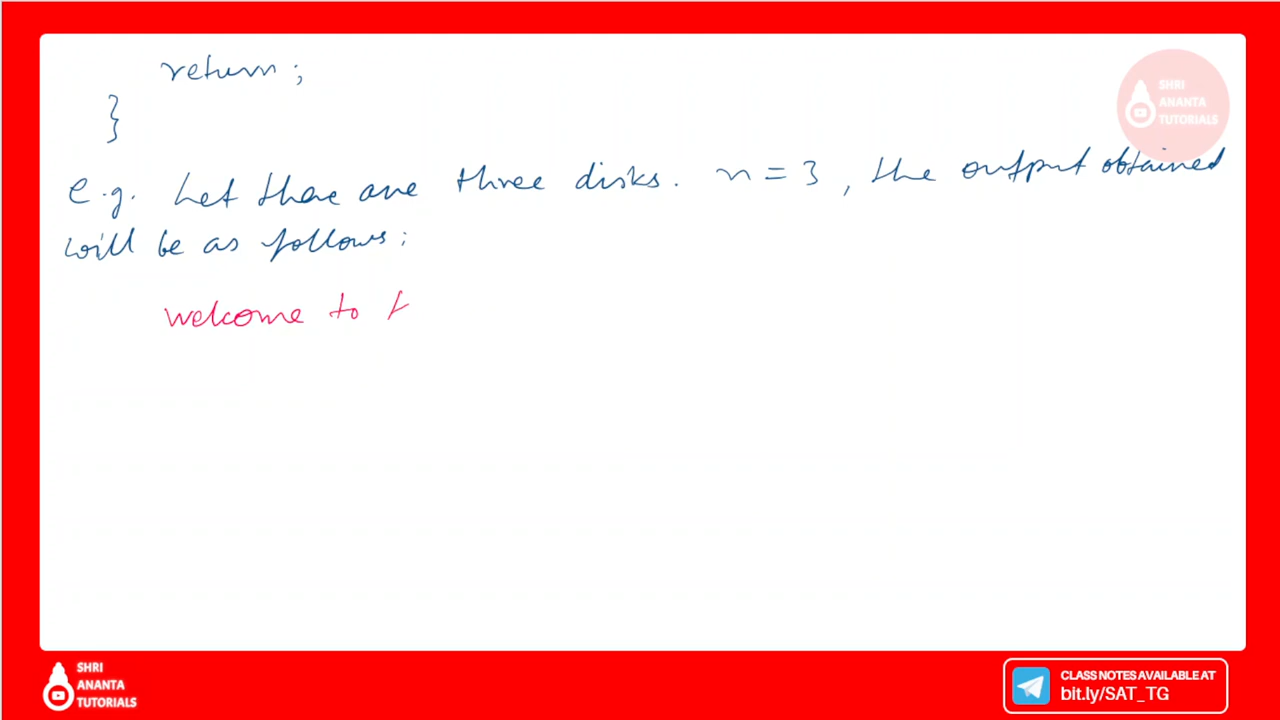 return;
}
SHRI
ANANTA
TUTORIALS
e.g. Let there are three disks. n = 3, the output obtained
will be as follows:
welcome to t
SHRI
ANANTA
TUTORIALS
CLASS NOTES AVAILABLE AT
bit.ly/SAT_TG